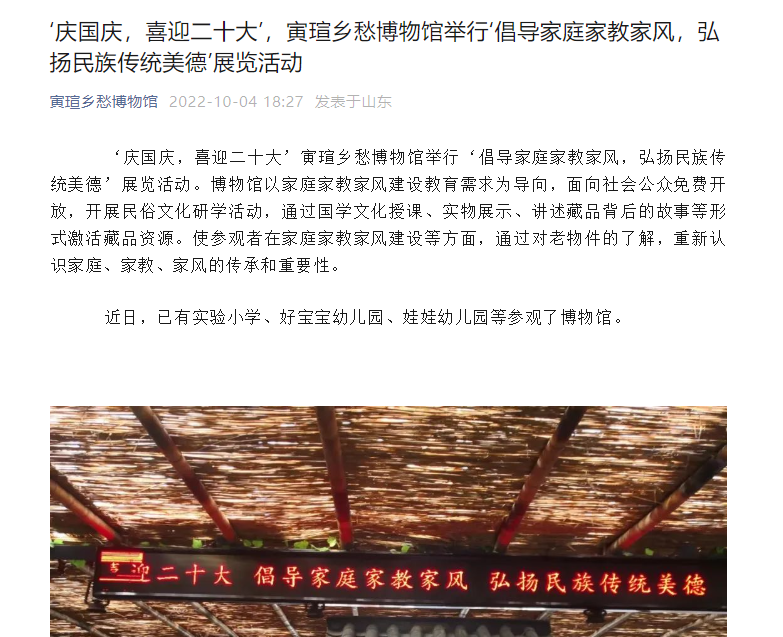 ‘庆国庆，喜迎二十大’，寅瑄乡愁博物馆举行‘倡导家庭家教家风，弘
扬民族传统美德’展览活动
寅瑄乡愁博物馆 2022-10-04 18:27 发表于山东
‘庆国庆，喜迎二十大’寅瑄乡愁博物馆举行‘倡导家庭家教家风，弘扬民族传
统美德’展览活动。博物馆以家庭家教家风建设教育需求为导向，面向社会公众免费开
放，开展民俗文化研学活动，通过国学文化授课、实物展示、讲述藏品背后的故事等形
式激活藏品资源。使参观者在家庭家教家风建设等方面，通过对老物件的了解，重新认
识家庭、家教、家风的传承和重要性。
近日，已有实验小学、好宝宝幼儿园、娃娃幼儿园等参观了博物馆。
迎二十大 倡导家庭家教家风 弘扬民族传统美德